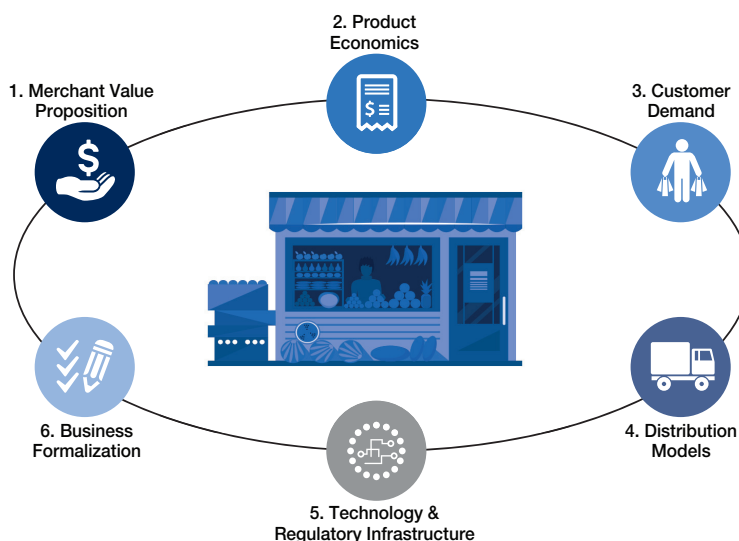 1. Merchant Value
Proposition
2. Product
Economics
3. Customer
Demand
4. Distribution
Models
5. Technology &
Regulatory Infrastructure
6. Business
Formalization
$
$